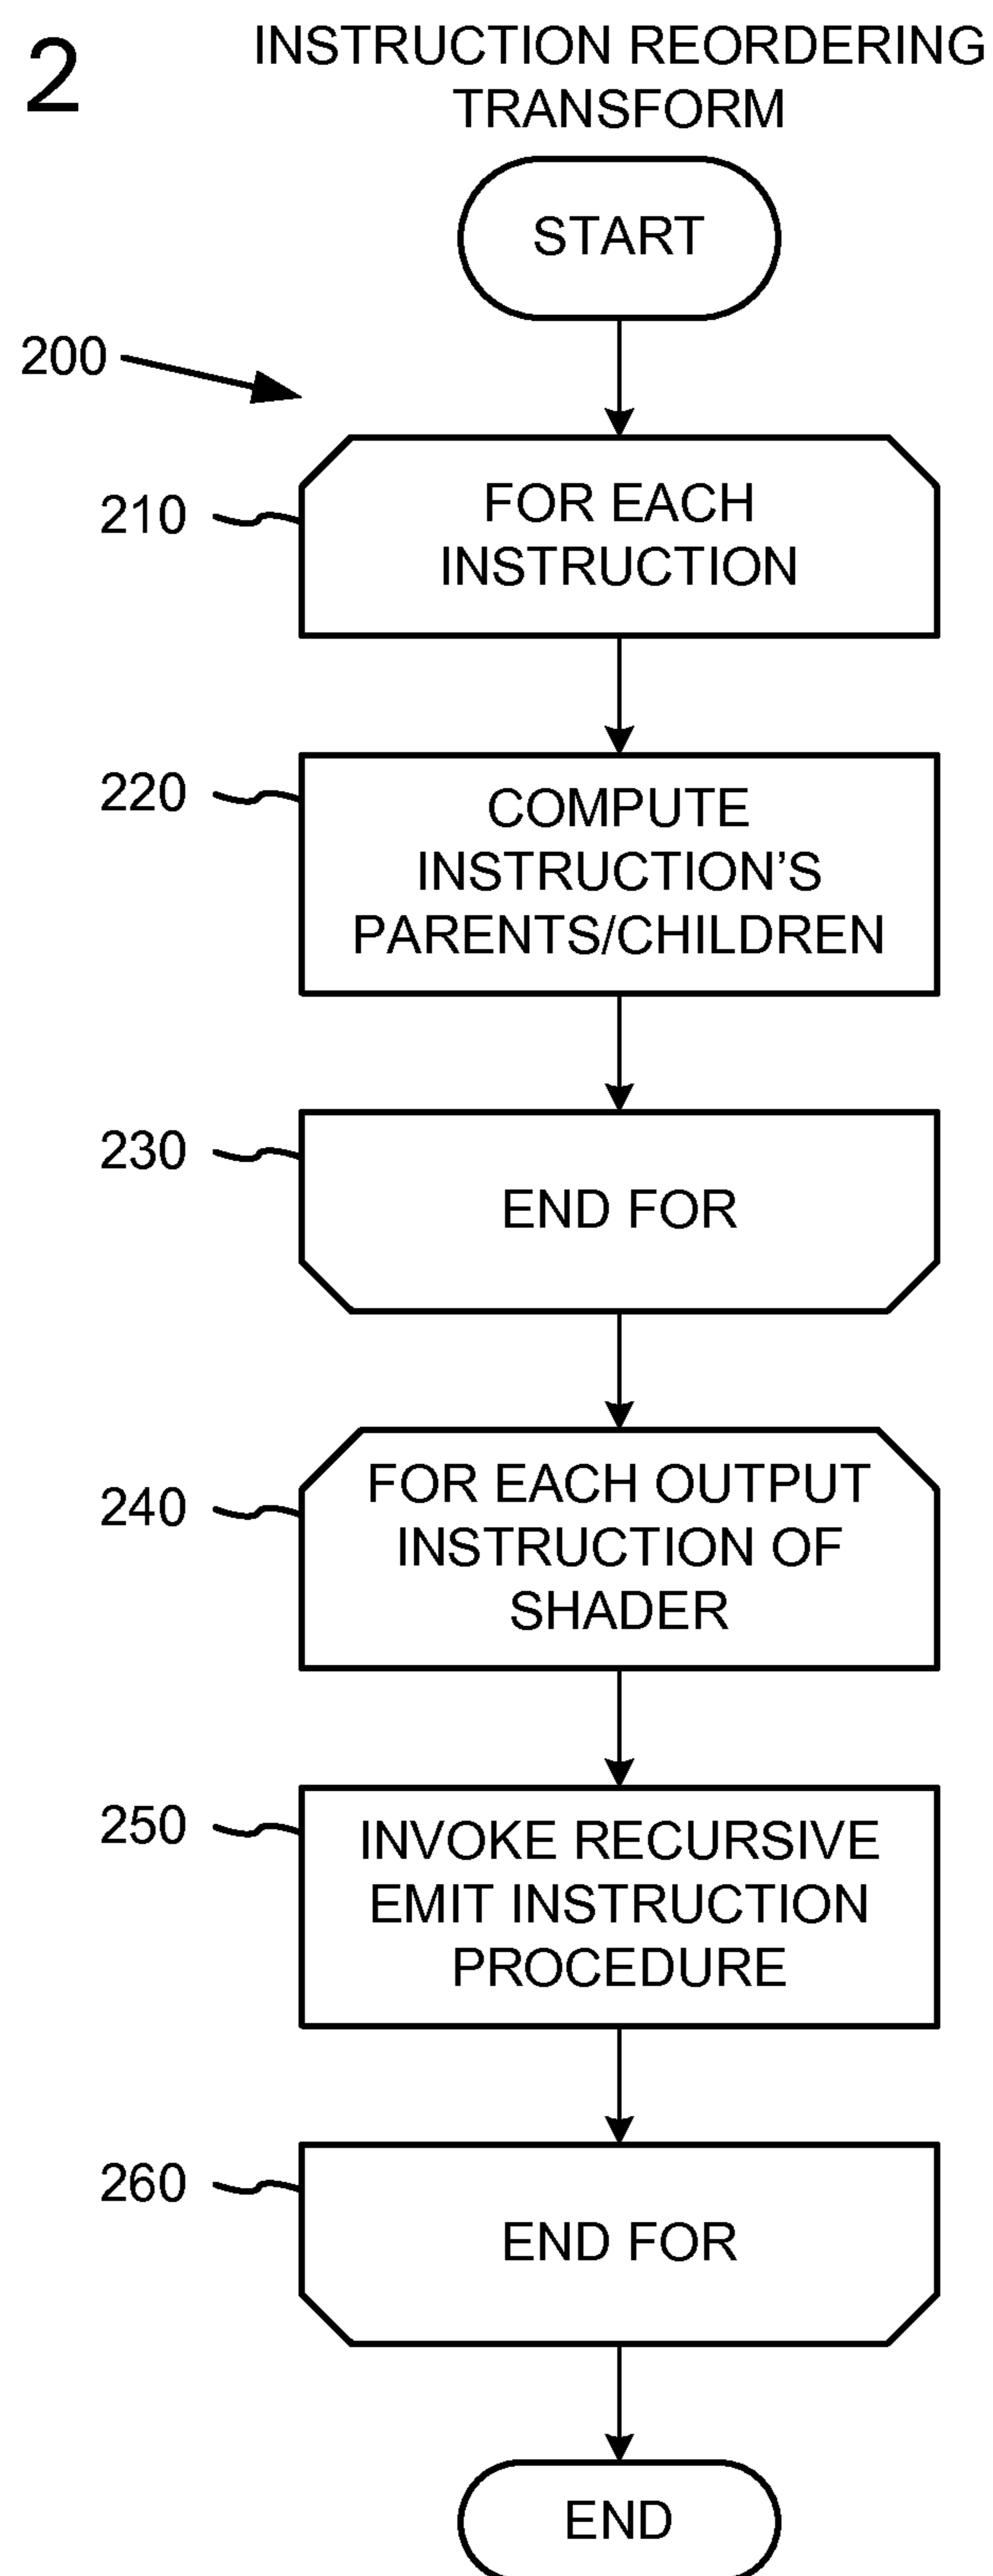 2
INSTRUCTION REORDERING
TRANSFORM
START
200
210
FOR EACH
INSTRUCTION
220
COMPUTE
INSTRUCTION’S
PARENTS/CHILDREN
230
END FOR
240
FOR EACH OUTPUT
INSTRUCTION OF
SHADER
250
INVOKE RECURSIVE
EMIT INSTRUCTION
PROCEDURE
260
END FOR
END